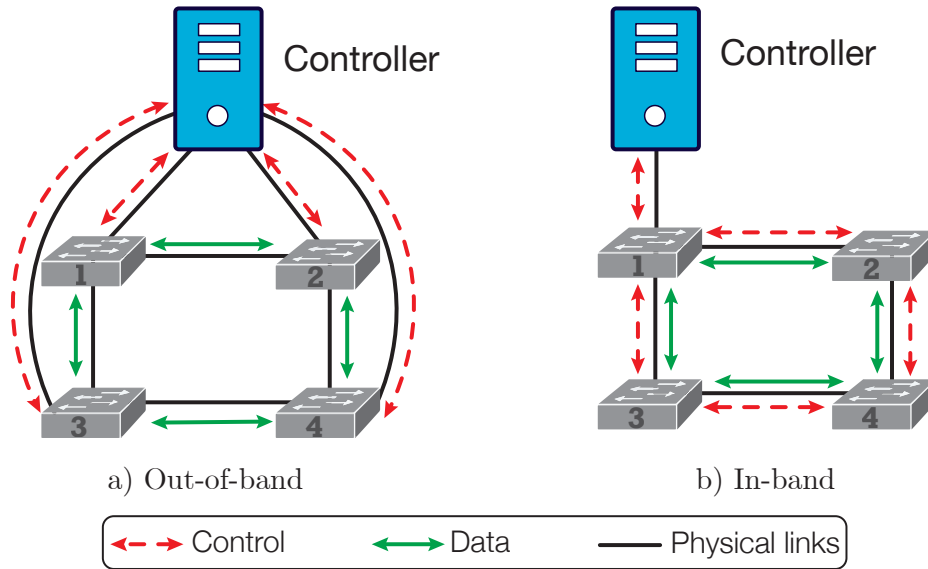 Controller
1
2
3
4
a) Out-of-band
Controller
1
2
3
4
b) In-band
Control
Data
Physical links